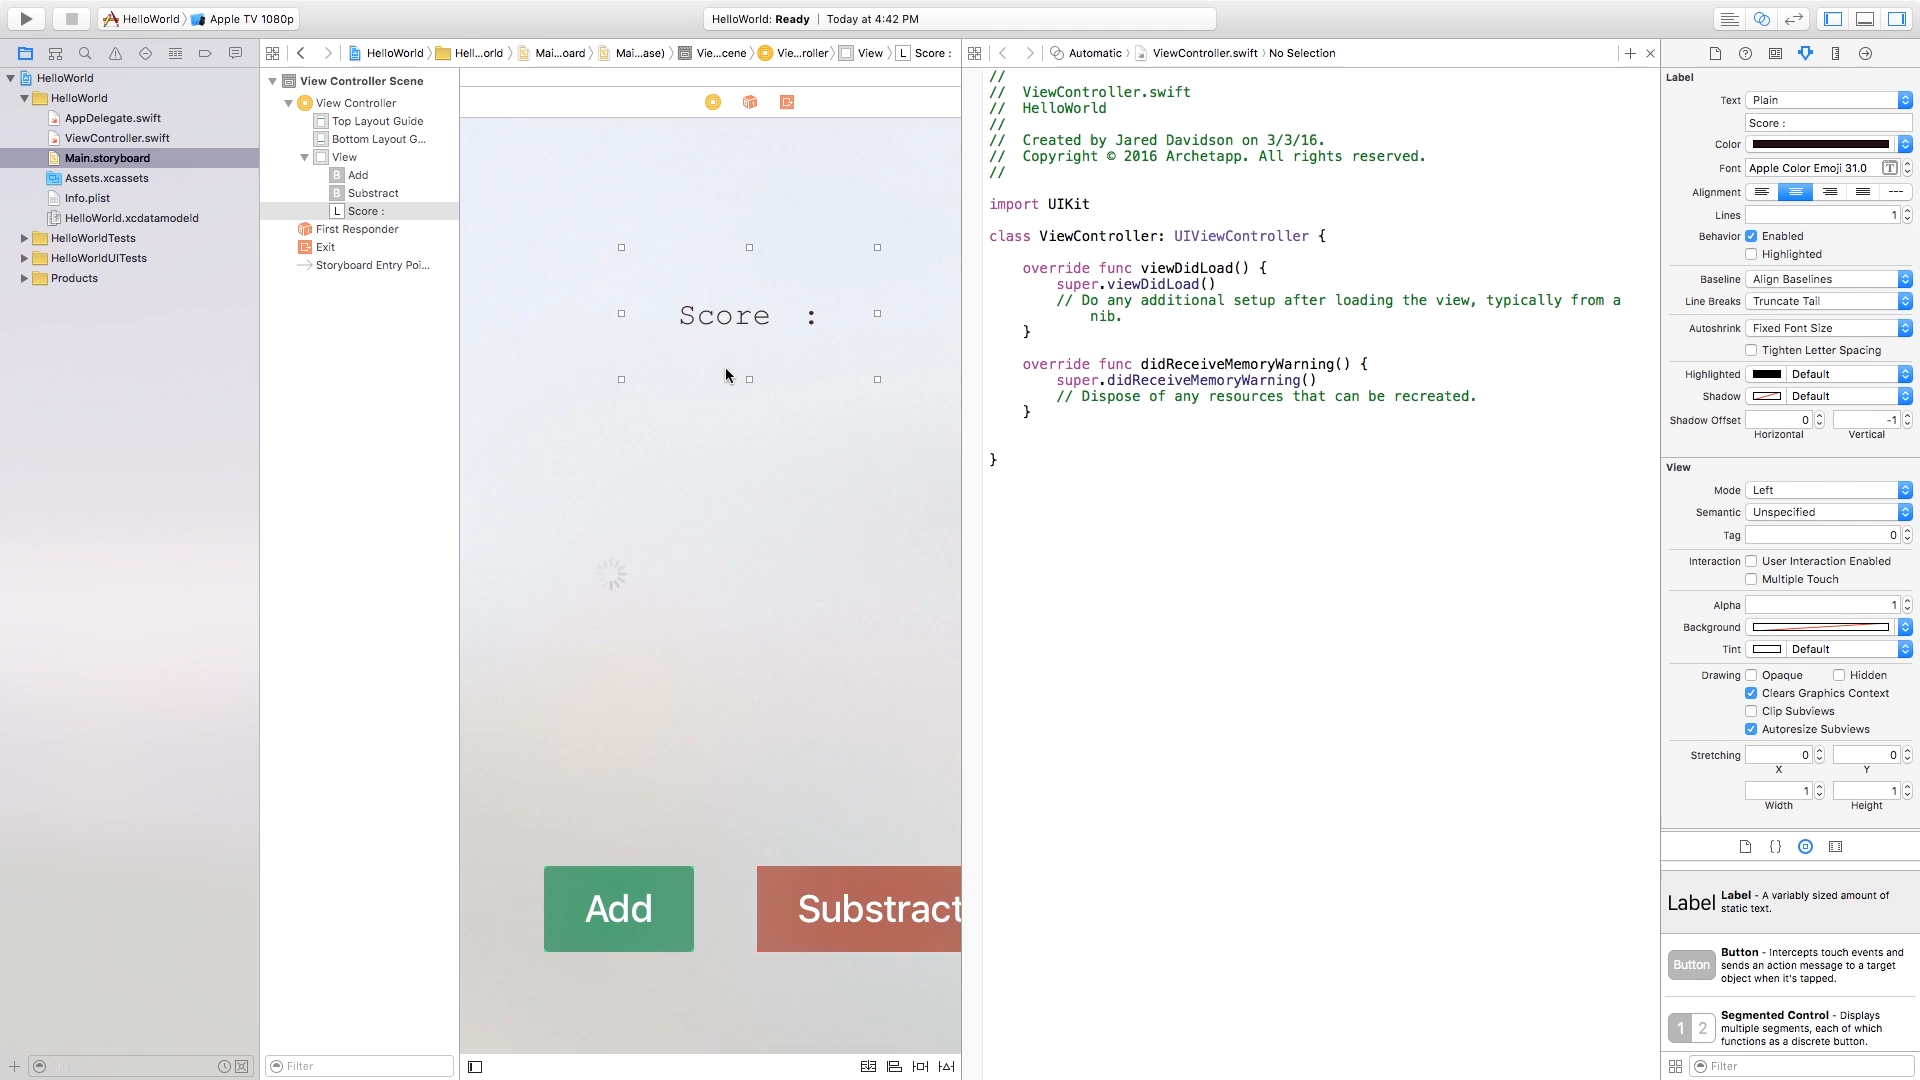 HelloWorld Apple TV 1080p
HelloWorld: Ready | Today at 4:42 PM
HelloWorld
HelloWorld
AppDelegate.swift
ViewController.swift
Main.storyboard
Assets.xcassets
Info.plist
HelloWorld.xcdatamodeld
HelloWorldTests
HelloWorldUITests
Products
HelloWorld Hell...orld Mai...oard Mai...ase) Vie...cene Vie...roller View L Score :
View Controller Scene
View Controller
Top Layout Guide
Bottom Layout G...
View
B Add
B Substract
L Score :
First Responder
Exit
Storyboard Entry Poi...
Filter
Score :
Add
Substract
Automatic ViewController.swift No Selection
//
// ViewController.swift
// HelloWorld
//
// Created by Jared Davidson on 3/3/16.
// Copyright © 2016 Archetapp. All rights reserved.
//
import UIKit
class ViewController: UIViewController {
override func viewDidLoad() {
super.viewDidLoad()
// Do any additional setup after loading the view, typically from a
nib.
}
override func didReceiveMemoryWarning() {
super.didReceiveMemoryWarning()
// Dispose of any resources that can be recreated.
}
}
Label
Text Plain
Score :
Color
Font Apple Color Emoji 31.0
Alignment
Lines 1
Behavior Enabled
Highlighted
Baseline Align Baselines
Line Breaks Truncate Tail
Autoshrink Fixed Font Size
Tighten Letter Spacing
Highlighted Default
Shadow Default
Shadow Offset 0 -1
Horizontal Vertical
View
Mode Left
Semantic Unspecified
Tag 0
Interaction User Interaction Enabled
Multiple Touch
Alpha 1
Background
Tint Default
Drawing Opaque Hidden
Clears Graphics Context
Clip Subviews
Autoresize Subviews
Stretching 0 0
X Y
1 1
Width Height
Label Label - A variably sized amount of
static text.
Button Button - Intercepts touch events and
sends an action message to a target
object when it's tapped.
1 2 Segmented Control - Displays
multiple segments, each of which
functions as a discrete button.
Filter